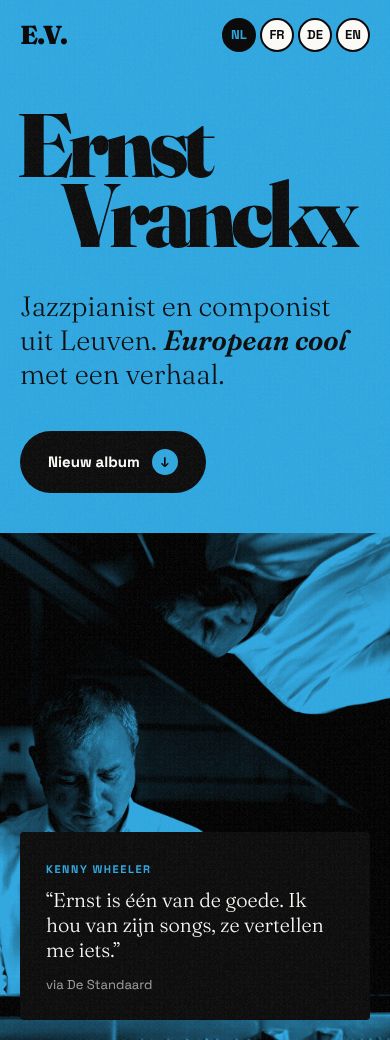 E.V.
NL FR DE EN
Ernst
Vranckx
Jazzpianist en componist
uit Leuven. European cool
met een verhaal.
Nieuw album
KENNY WHEELER
“Ernst is één van de goede. Ik
hou van zijn songs, ze vertellen
me iets.”
via De Standaard